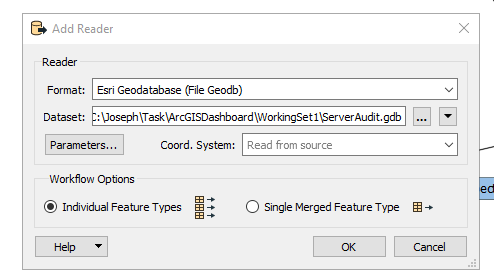 Add Reader
Reader
Format: Esri Geodatabase (File Geodb)
Dataset: C:\Joseph\Task\ArcGISDashboard\WorkingSet1\ServerAudit.gdb ...
Parameters... Coord. System: Read from source
Workflow Options
Individual Feature Types Single Merged Feature Type
Help OK Cancel